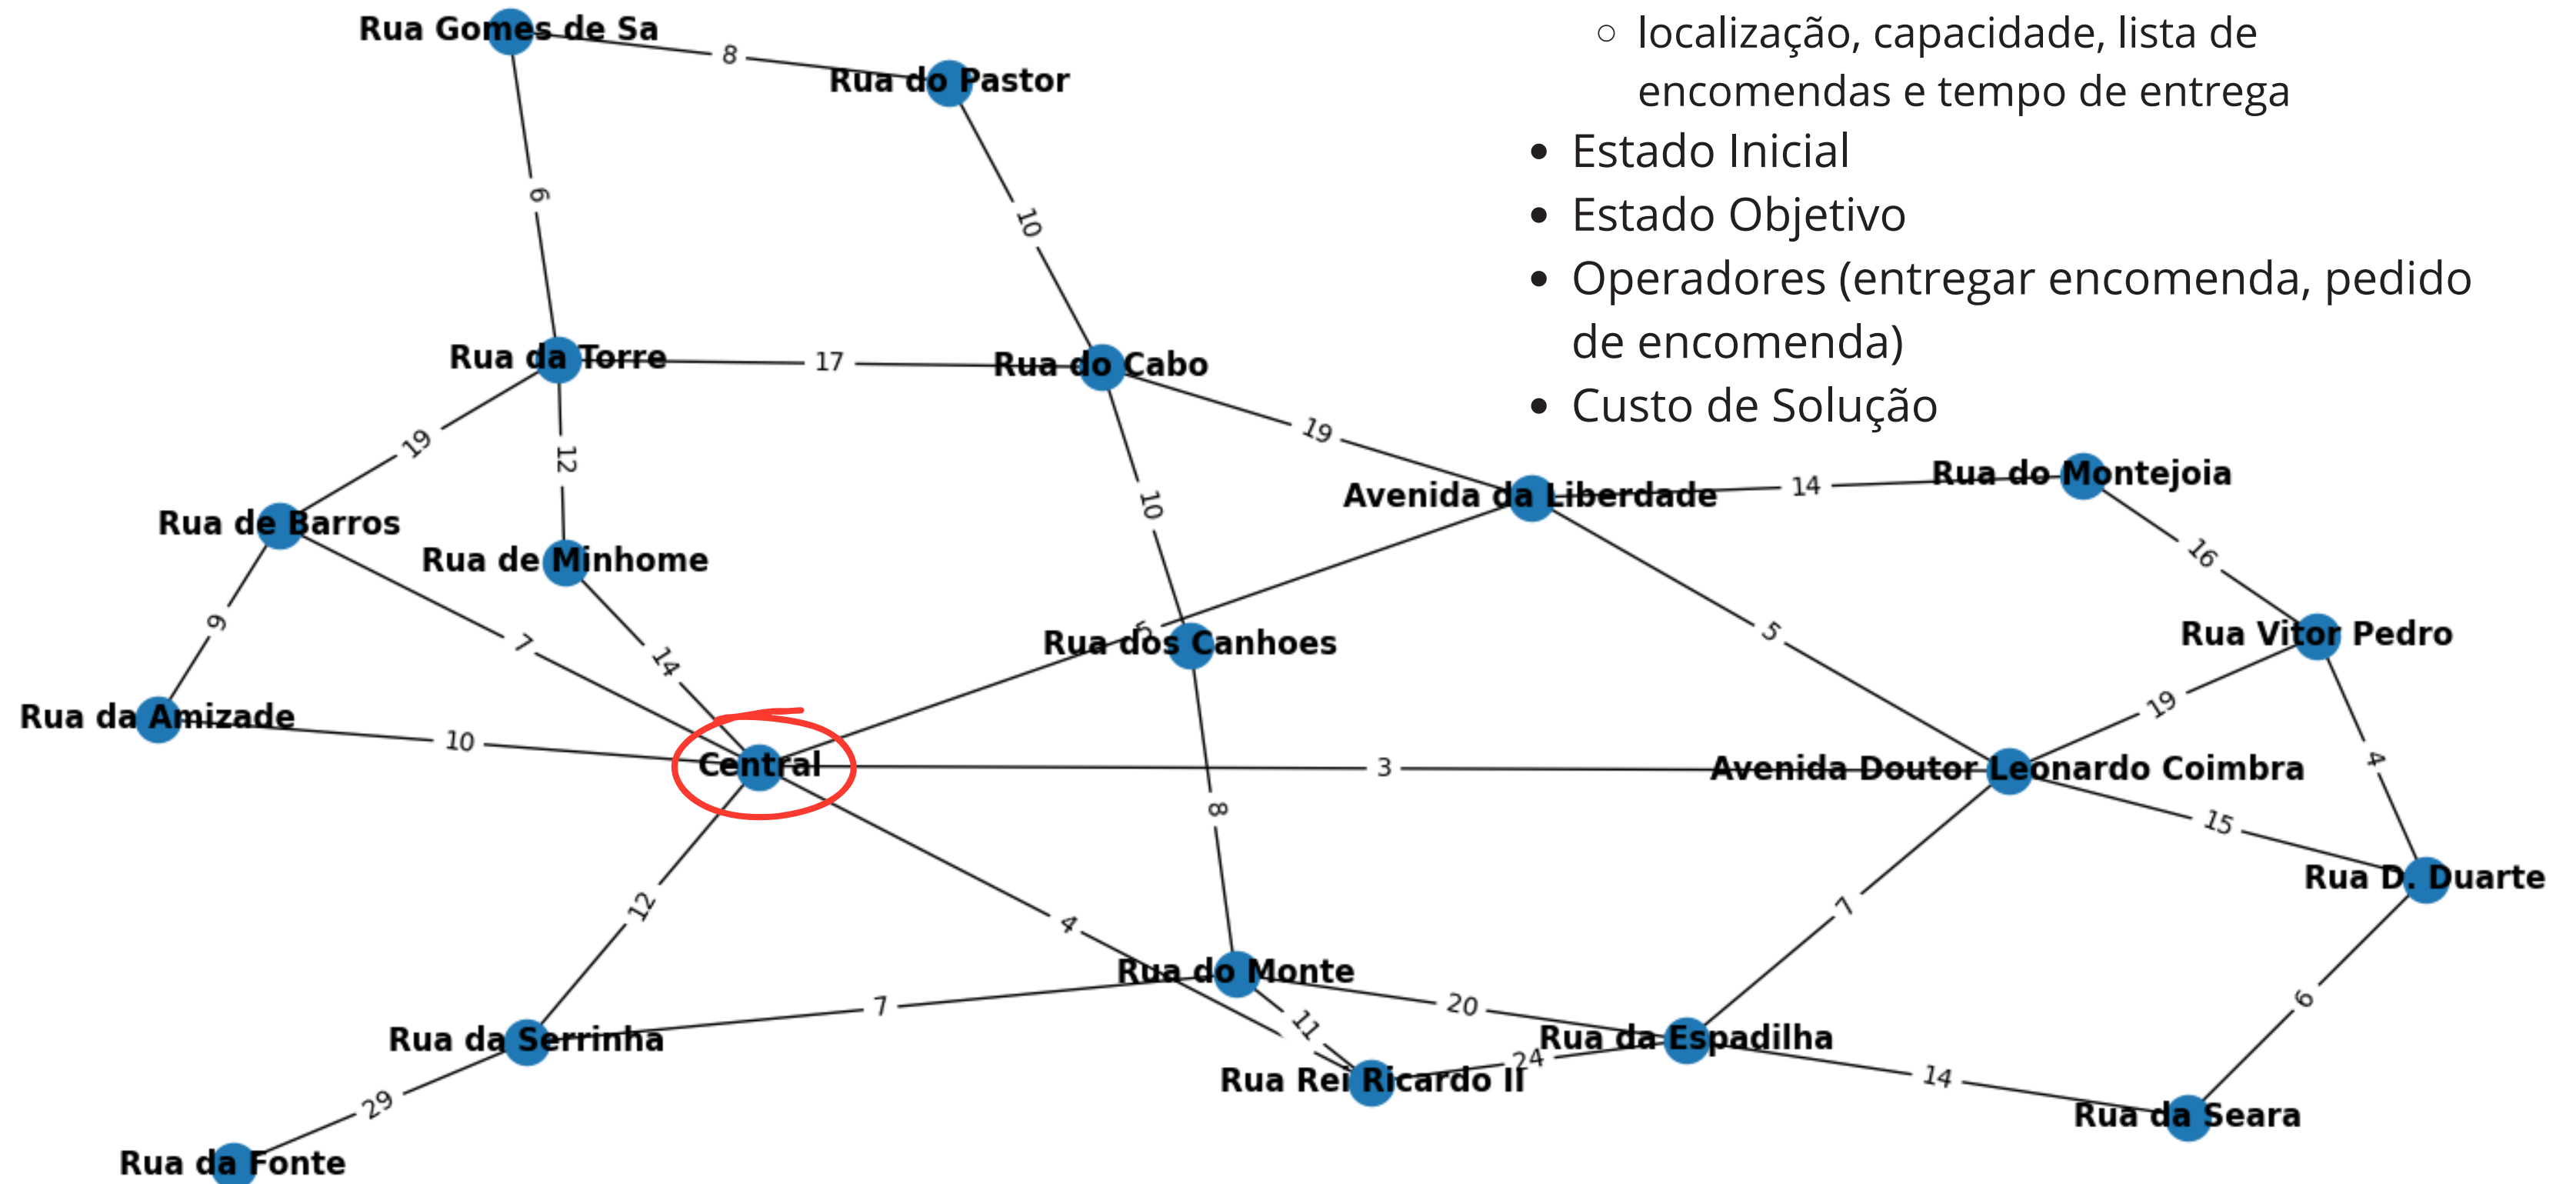 localização, capacidade, lista de
encomendas e tempo de entrega
Estado Inicial
Estado Objetivo
Operadores (entregar encomenda, pedido
de encomenda)
Custo de Solução
Rua Gomes de Sa
8
Rua do Pastor
6
10
Rua da Torre
17
Rua do Cabo
19
19
12
10
Avenida da Liberdade
14
Rua do Montejoia
Rua de Barros
Rua de Minhome
16
9
7
14
5
Rua dos Canhoes
5
Rua Vitor Pedro
19
4
Rua da Amizade
10
Central
3
Avenida Doutor Leonardo Coimbra
8
15
Rua D. Duarte
12
4
7
Rua do Monte
7
20
11
6
Rua da Serrinha
Rua da Espadilha
24
Rua Rei Ricardo II
14
Rua da Seara
29
Rua da Fonte